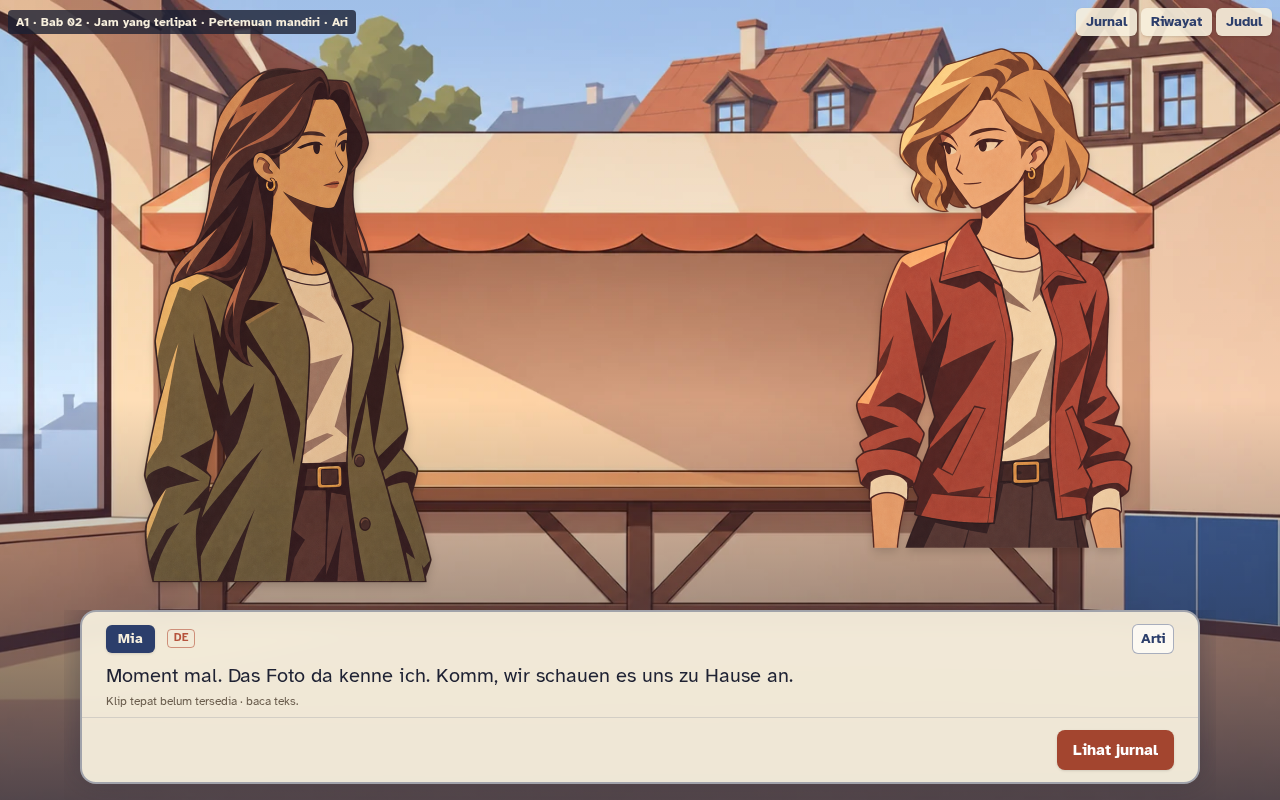 A1 · Bab 02 · Jam yang terlipat · Pertemuan mandiri · Ari
Jurnal
Riwayat
Judul
Mia
DE
Arti
Moment mal. Das Foto da kenne ich. Komm, wir schauen es uns zu Hause an.
Klip tepat belum tersedia · baca teks.
Lihat jurnal